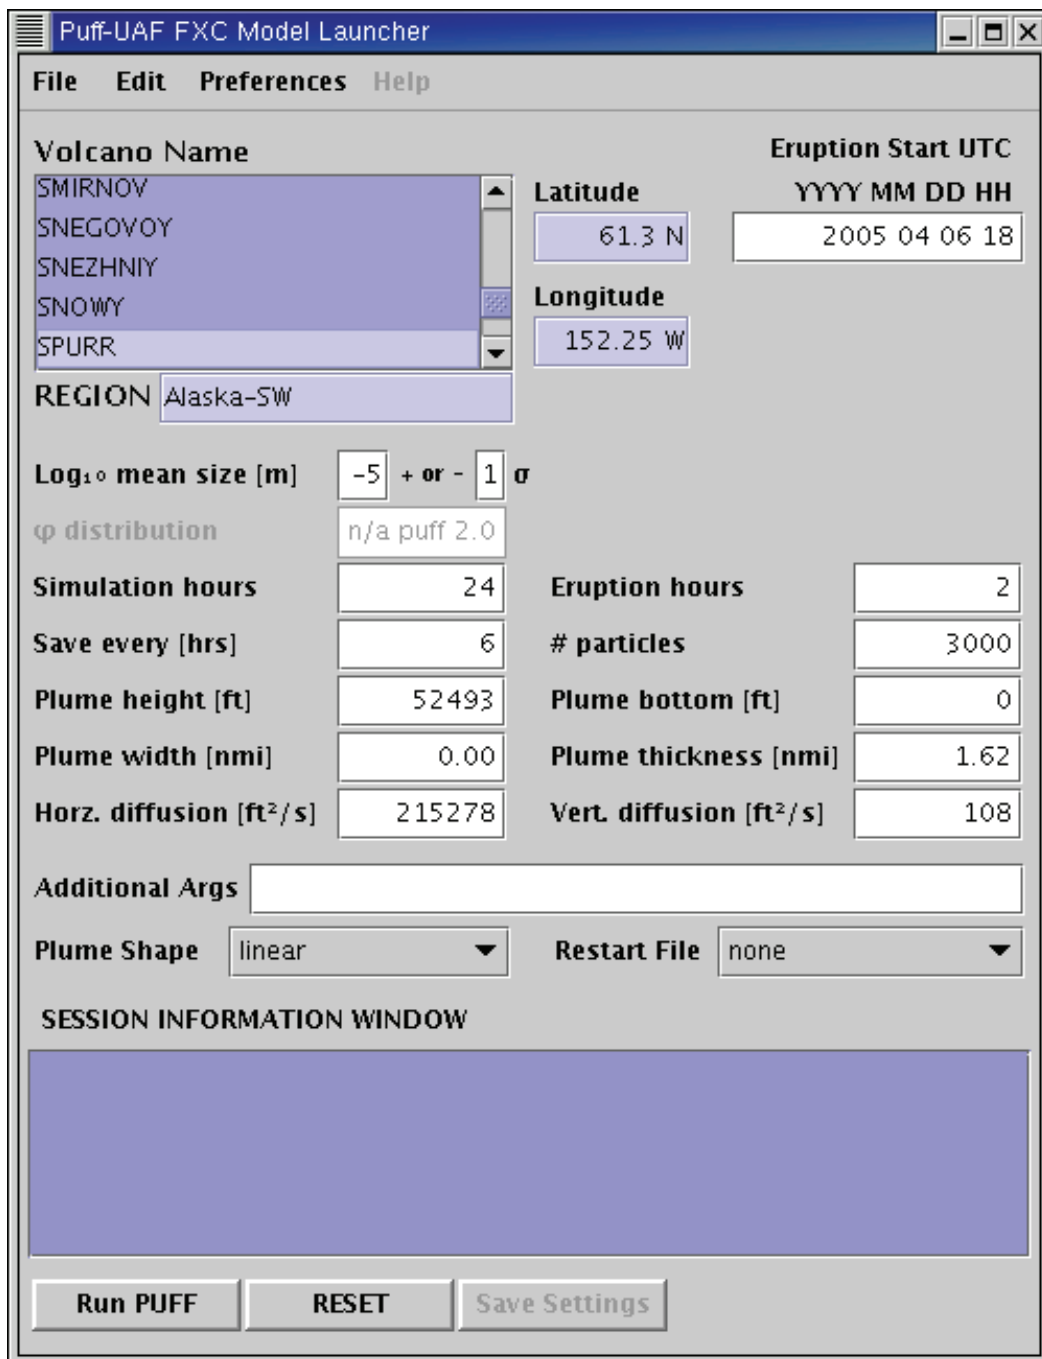 Puff-UAF FXC Model Launcher
File Edit Preferences Help
Volcano Name
Eruption Start UTC
SMIRNOV
SNEGOVOY
SNEZHNIY
SNOWY
SPURR
Latitude
YYYY MM DD HH
61.3 N
2005 04 06 18
Longitude
152.25 W
REGION Alaska-SW
Log₁₀ mean size [m] -5 + or - 1 σ
φ distribution n/a puff 2.0
Simulation hours 24 Eruption hours 2
Save every [hrs] 6 # particles 3000
Plume height [ft] 52493 Plume bottom [ft] 0
Plume width [nmi] 0.00 Plume thickness [nmi] 1.62
Horz. diffusion [ft²/s] 215278 Vert. diffusion [ft²/s] 108
Additional Args
Plume Shape linear Restart File none
SESSION INFORMATION WINDOW
Run PUFF RESET Save Settings